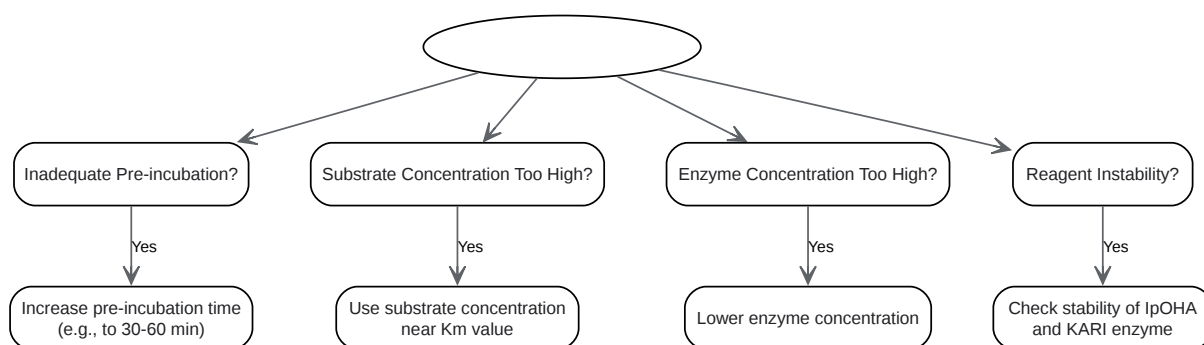 Inadequate Pre-incubation?
Substrate Concentration Too High?
Enzyme Concentration Too High?
Reagent Instability?
Yes
Yes
Yes
Yes
Increase pre-incubation time
(e.g., to 30-60 min)
Use substrate concentration
near Km value
Lower enzyme concentration
Check stability of IpOHA
and KARI enzyme